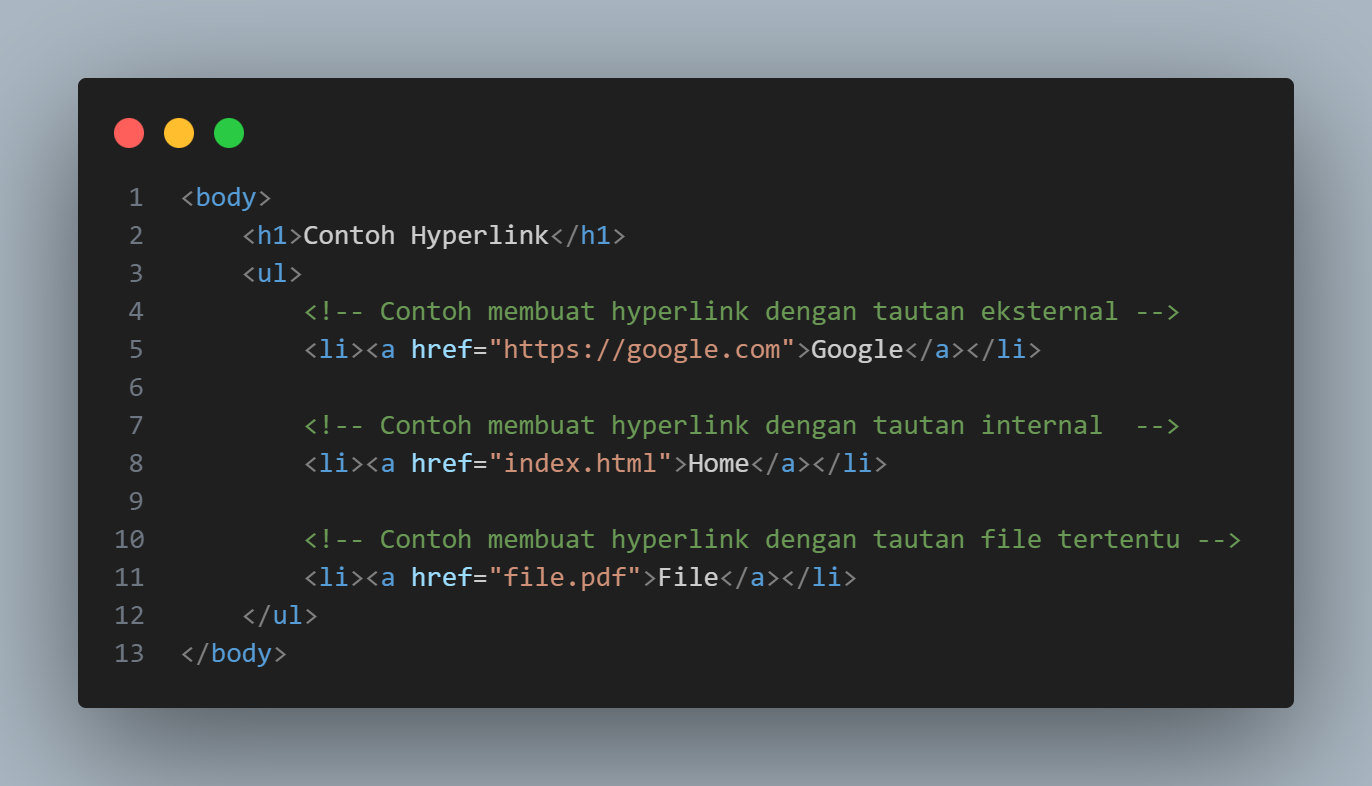 1 <body>
2     <h1>Contoh Hyperlink</h1>
3     <ul>
4         <!-- Contoh membuat hyperlink dengan tautan eksternal -->
5         <li><a href="https://google.com">Google</a></li>
6
7         <!-- Contoh membuat hyperlink dengan tautan internal  -->
8         <li><a href="index.html">Home</a></li>
9
10         <!-- Contoh membuat hyperlink dengan tautan file tertentu -->
11         <li><a href="file.pdf">File</a></li>
12     </ul>
13 </body>